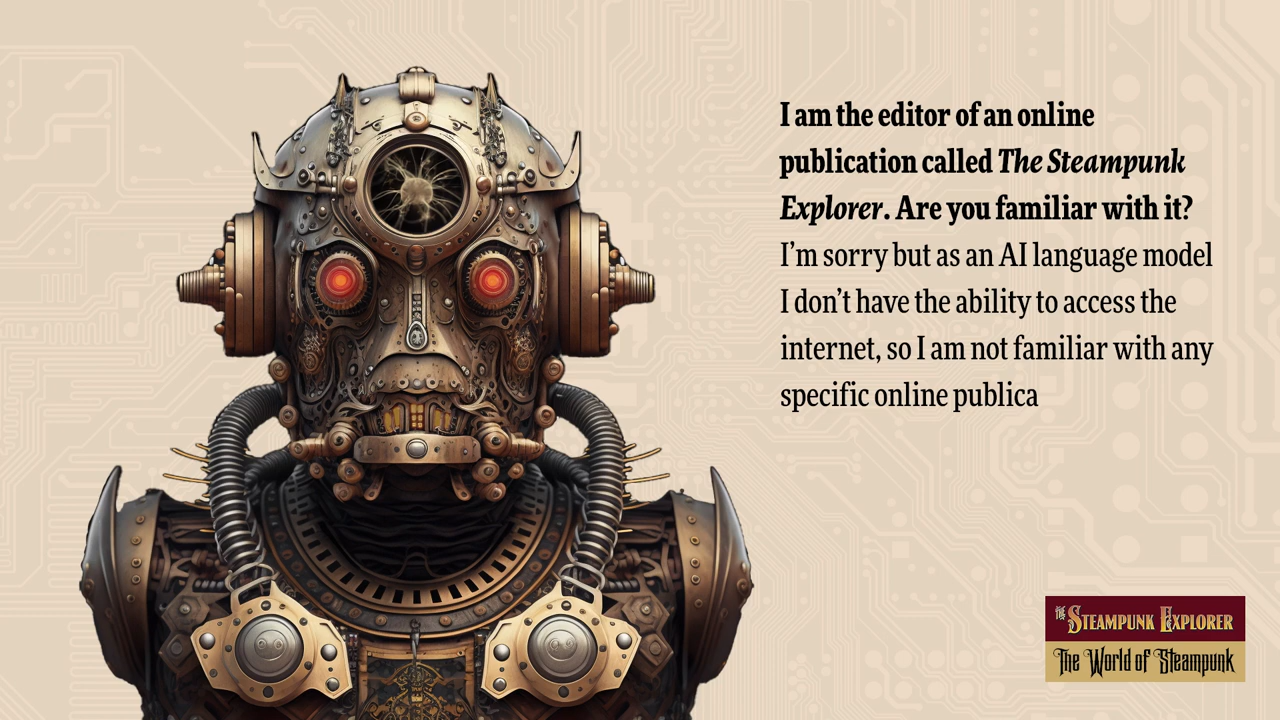 I am the editor of an online
publication called The Steampunk
Explorer. Are you familiar with it?
I’m sorry but as an AI language model
I don’t have the ability to access the
internet, so I am not familiar with any
specific online publica
THE STEAMPUNK EXPLORER
The World of Steampunk